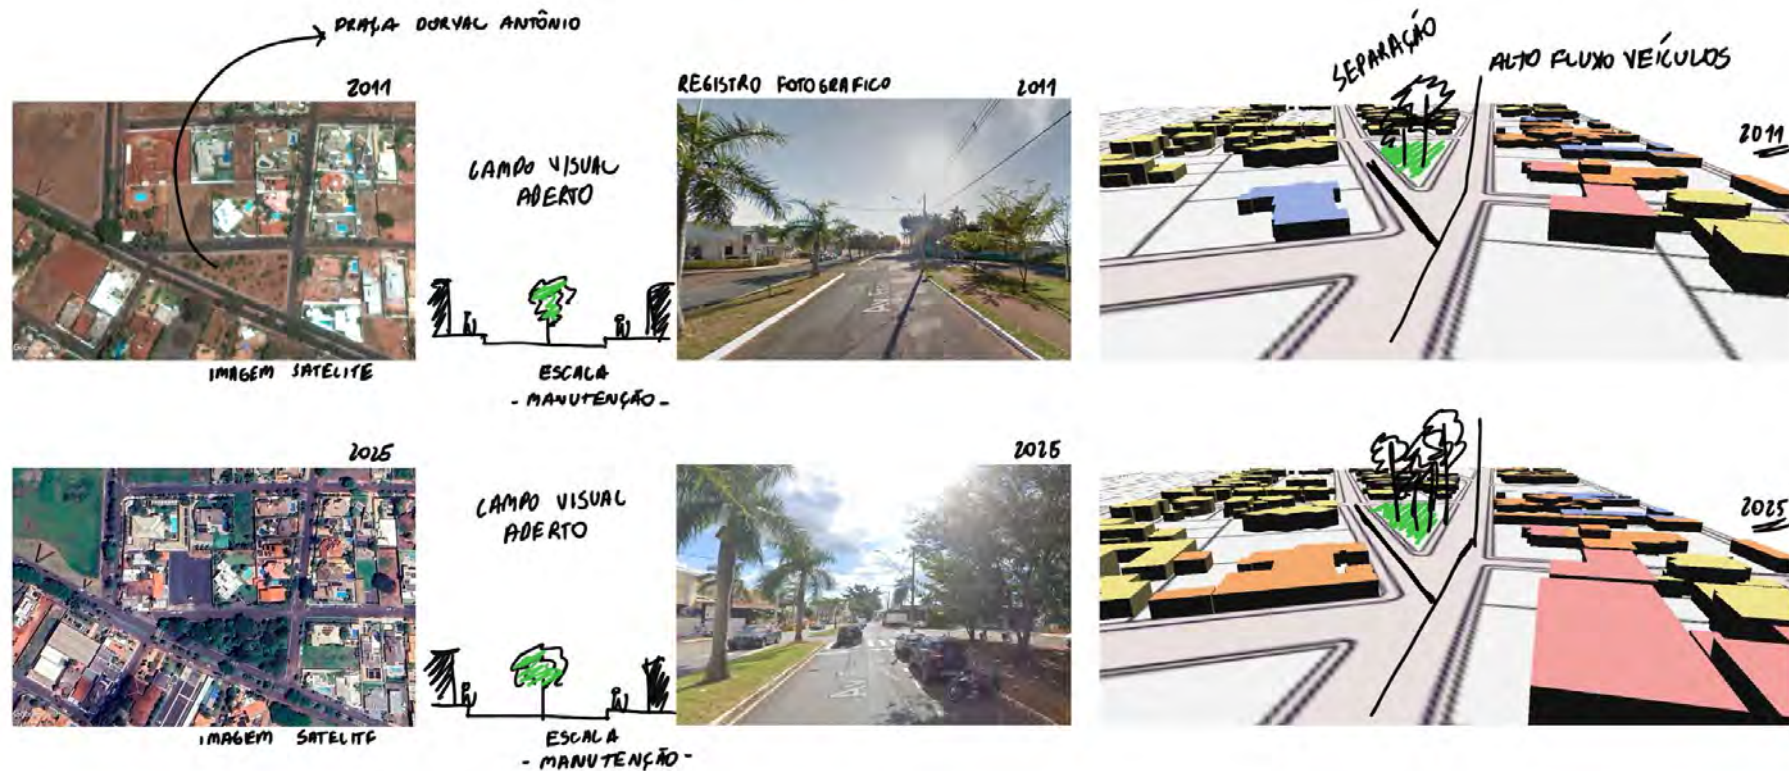 PRAÇA DORVAL ANTÔNIO
2011
CAMPO VISUAL
ABERTO
IMAGEM SATELITE
ESCALA
- MANUTENÇÃO -
REGISTRO FOTOGRAFICO
2011
SEPARAÇÃO
ALTO FLUXO VEÍCULOS
2011
2025
CAMPO VISUAL
ABERTO
IMAGEM SATELITE
ESCALA
- MANUTENÇÃO -
2025
Av
2025